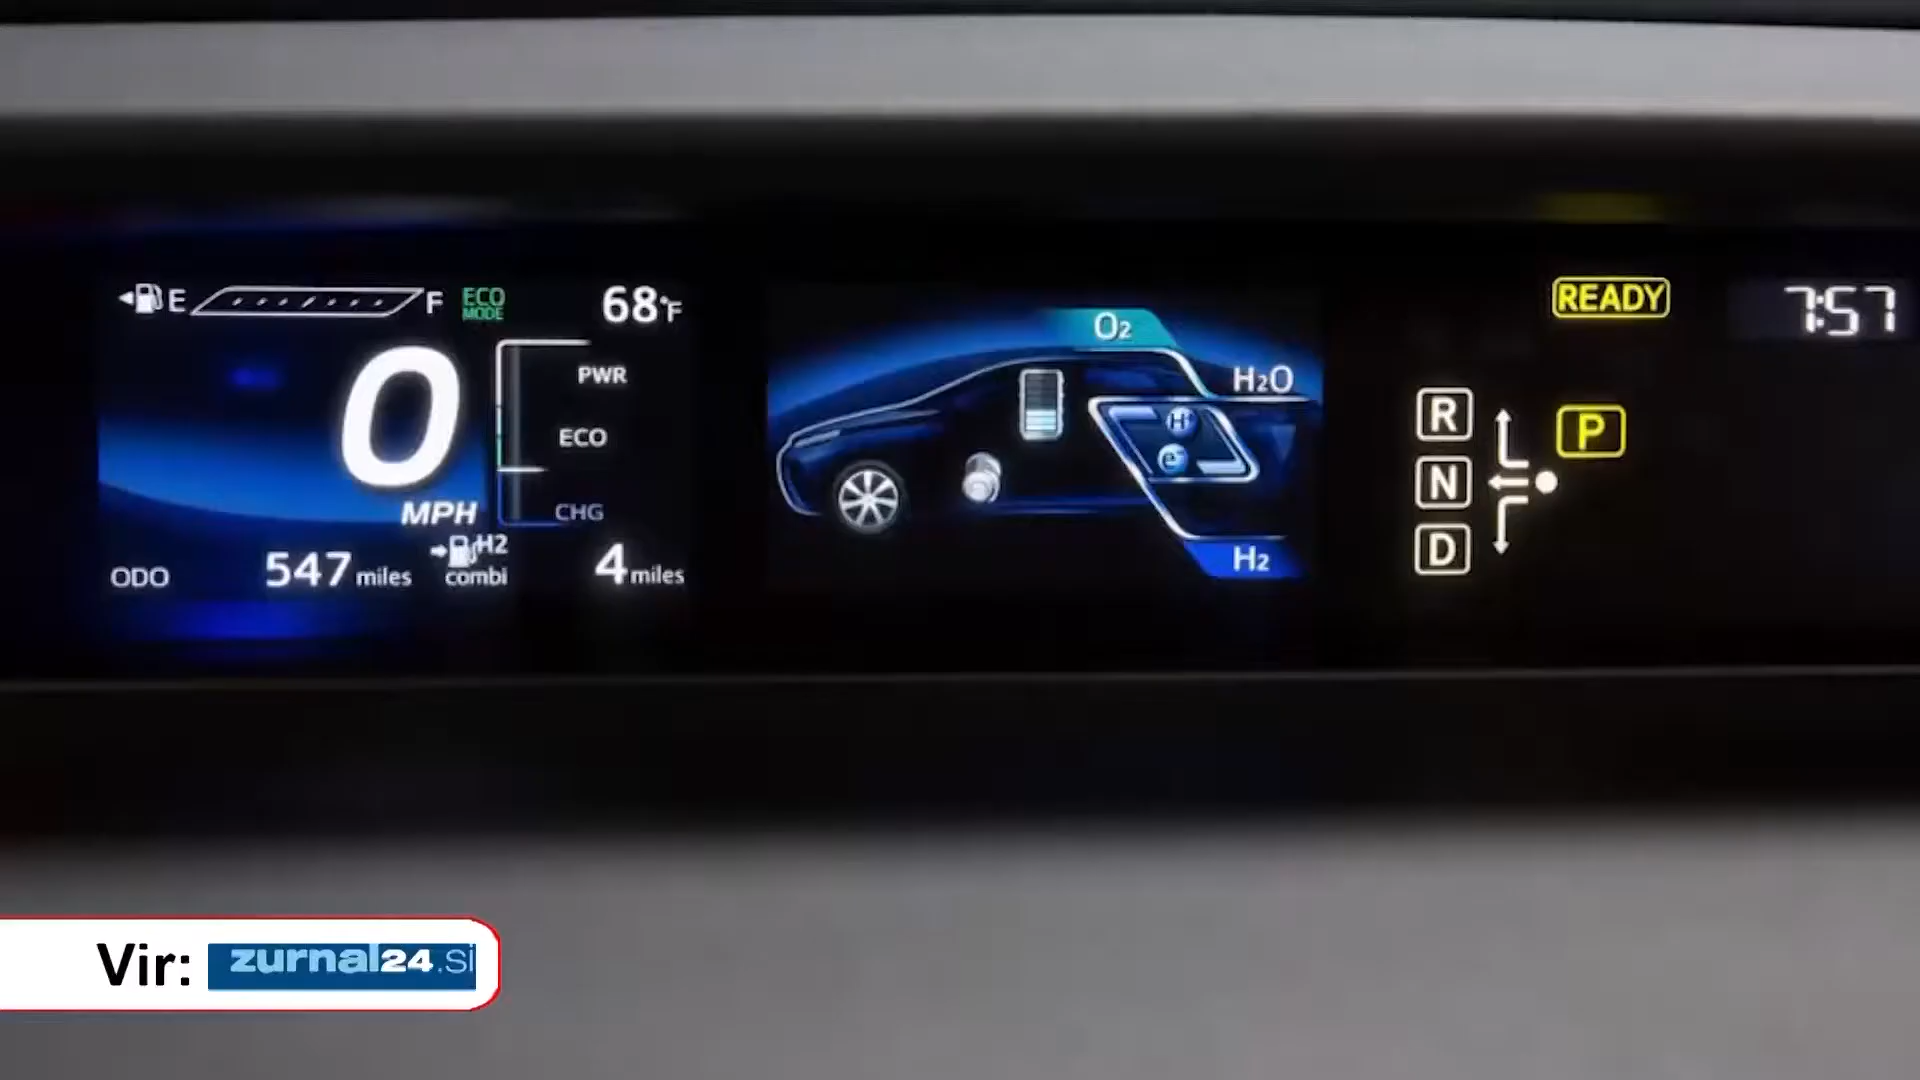 E F ECO MODE 68°F
0
MPH
PWR
ECO
CHG
ODO 547 miles H2 combi 4 miles
O2
H2O
H+
e-
H2
READY
7:57
R
N
D
P
Vir: zurnal24.si